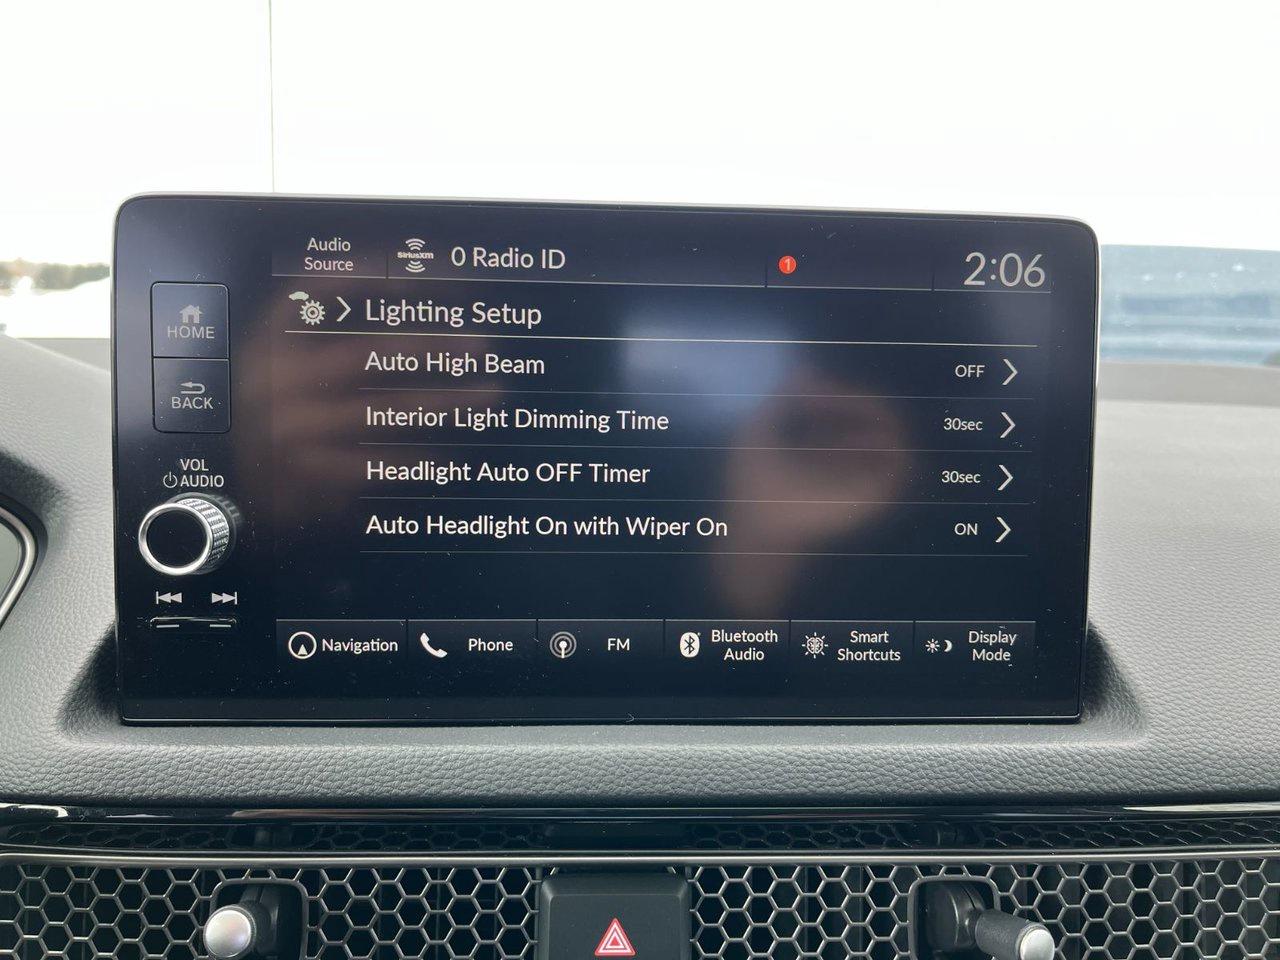 Audio
Source
SiriusXM
0 Radio ID
1
2:06
Lighting Setup
HOME
BACK
VOL
AUDIO
Auto High Beam OFF
Interior Light Dimming Time 30sec
Headlight Auto OFF Timer 30sec
Auto Headlight On with Wiper On ON
Navigation
Phone
FM
Bluetooth
Audio
Smart
Shortcuts
Display
Mode